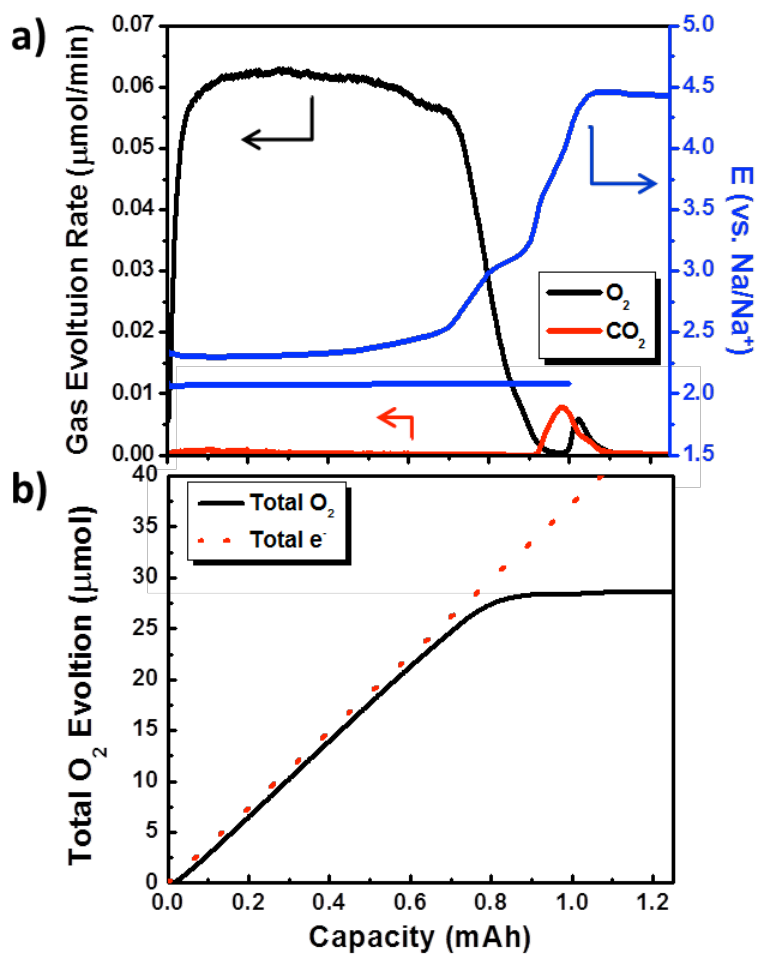 a)
0.07
0.06
0.05
0.04
0.03
0.02
0.01
0.00
Gas Evoltuion Rate (μmol/min)
5.0
4.5
4.0
3.5
3.0
2.5
2.0
1.5
E (vs. Na/Na⁺)
O₂
CO₂
b)
40
35
30
25
20
15
10
5
0
Total O₂ Evoltion (μmol)
Total O₂
Total e⁻
0.0 0.2 0.4 0.6 0.8 1.0 1.2
Capacity (mAh)